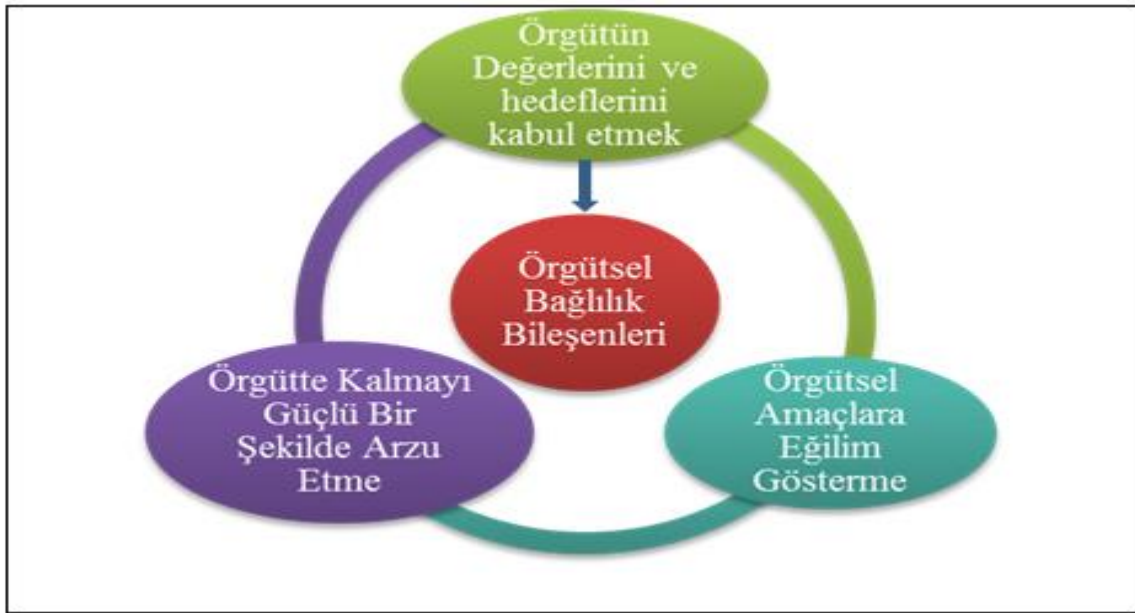 Örgütün
Değerlerini ve
hedeflerini
kabul etmek
Örgütsel
Bağlılık
Bileşenleri
Örgütte Kalmayı
Güçlü Bir
Şekilde Arzu
Etme
Örgütsel
Amaçlara
Eğilim
Gösterme